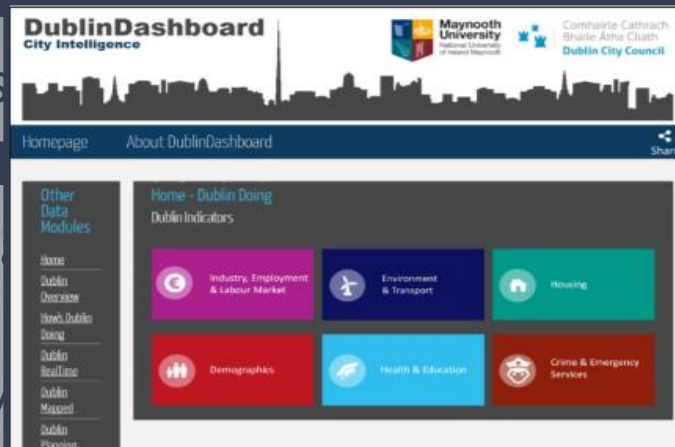 DublinDashboard
City Intelligence
Maynooth
University
National University
of Ireland Maynooth
Comhairle Cathrach
Bhaile Átha Cliath
Dublin City Council
Homepage
About DublinDashboard
Share
Other
Data
Modules
Home
Dublin
Overview
How's Dublin
Doing
Dublin
RealTime
Dublin
Mapped
Dublin
Planning
Home - Dublin Doing
Dublin Indicators
Industry, Employment
& Labour Market
Environment
& Transport
Housing
Demographics
Health & Education
Crime & Emergency
Services